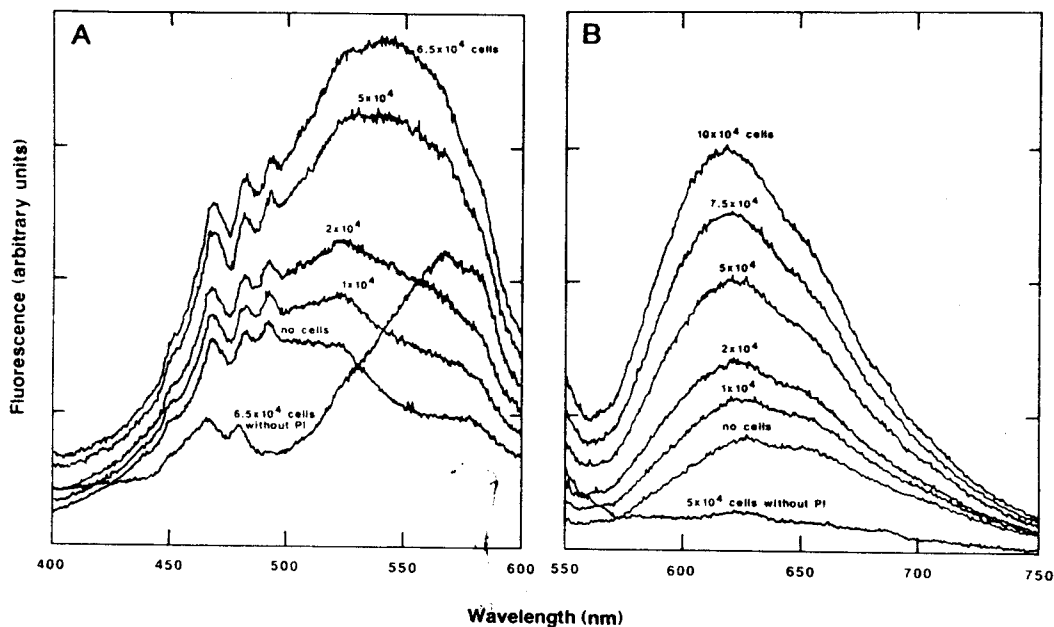 A
6.5x10⁴ cells
5x10⁴
2x10⁴
1x10⁴
no cells
6.5x10⁴ cells
without PI
B
10x10⁴ cells
7.5x10⁴
5x10⁴
2x10⁴
1x10⁴
no cells
5x10⁴ cells without PI
Fluorescence (arbitrary units)
400 450 500 550 600 550 600 650 700 750
Wavelength (nm)